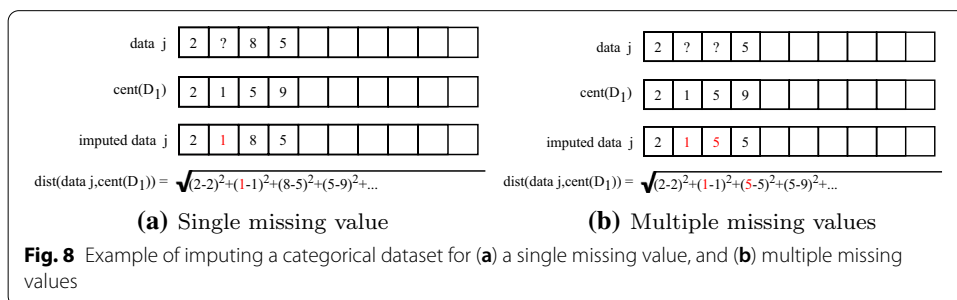 data j 2 ? 8 5
cent(D₁) 2 1 5 9
imputed data j 2 1 8 5
dist(data j,cent(D₁)) = √(2-2)²+(1-1)²+(8-5)²+(5-9)²+...
(a) Single missing value
data j 2 ? ? 5
cent(D₁) 2 1 5 9
imputed data j 2 1 5 5
dist(data j,cent(D₁)) = √(2-2)²+(1-1)²+(5-5)²+(5-9)²+...
(b) Multiple missing values
Fig. 8 Example of imputing a categorical dataset for (a) a single missing value, and (b) multiple missing
values